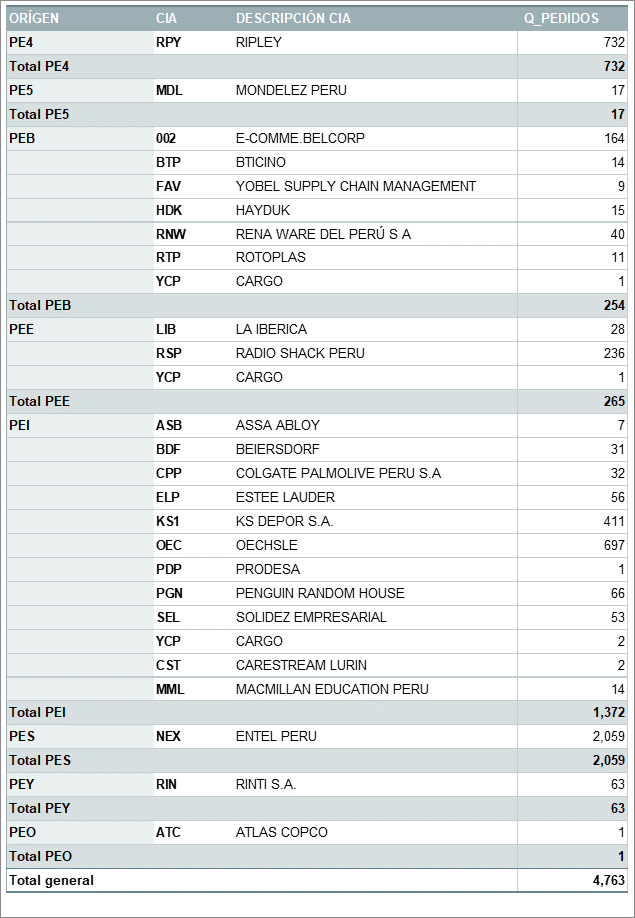 ORÍGEN CIA DESCRIPCIÓN CIA Q_PEDIDOS
PE4 RPY RIPLEY 732
Total PE4 732
PE5 MDL MONDELEZ PERU 17
Total PE5 17
PEB 002 E-COMME.BELCORP 164
BTP BTICINO 14
FAV YOBEL SUPPLY CHAIN MANAGEMENT 9
HDK HAYDUK 15
RNW RENA WARE DEL PERÚ S A 40
RTP ROTOPLAS 11
YCP CARGO 1
Total PEB 254
PEE LIB LA IBERICA 28
RSP RADIO SHACK PERU 236
YCP CARGO 1
Total PEE 265
PEI ASB ASSA ABLOY 7
BDF BEIERSDORF 31
CPP COLGATE PALMOLIVE PERU S.A 32
ELP ESTEE LAUDER 56
KS1 KS DEPOR S.A. 411
OEC OECHSLE 697
PDP PRODESA 1
PGN PENGUIN RANDOM HOUSE 66
SEL SOLIDEZ EMPRESARIAL 53
YCP CARGO 2
CST CARESTREAM LURIN 2
MML MACMILLAN EDUCATION PERU 14
Total PEI 1,372
PES NEX ENTEL PERU 2,059
Total PES 2,059
PEY RIN RINTI S.A. 63
Total PEY 63
PEO ATC ATLAS COPCO 1
Total PEO 1
Total general 4,763